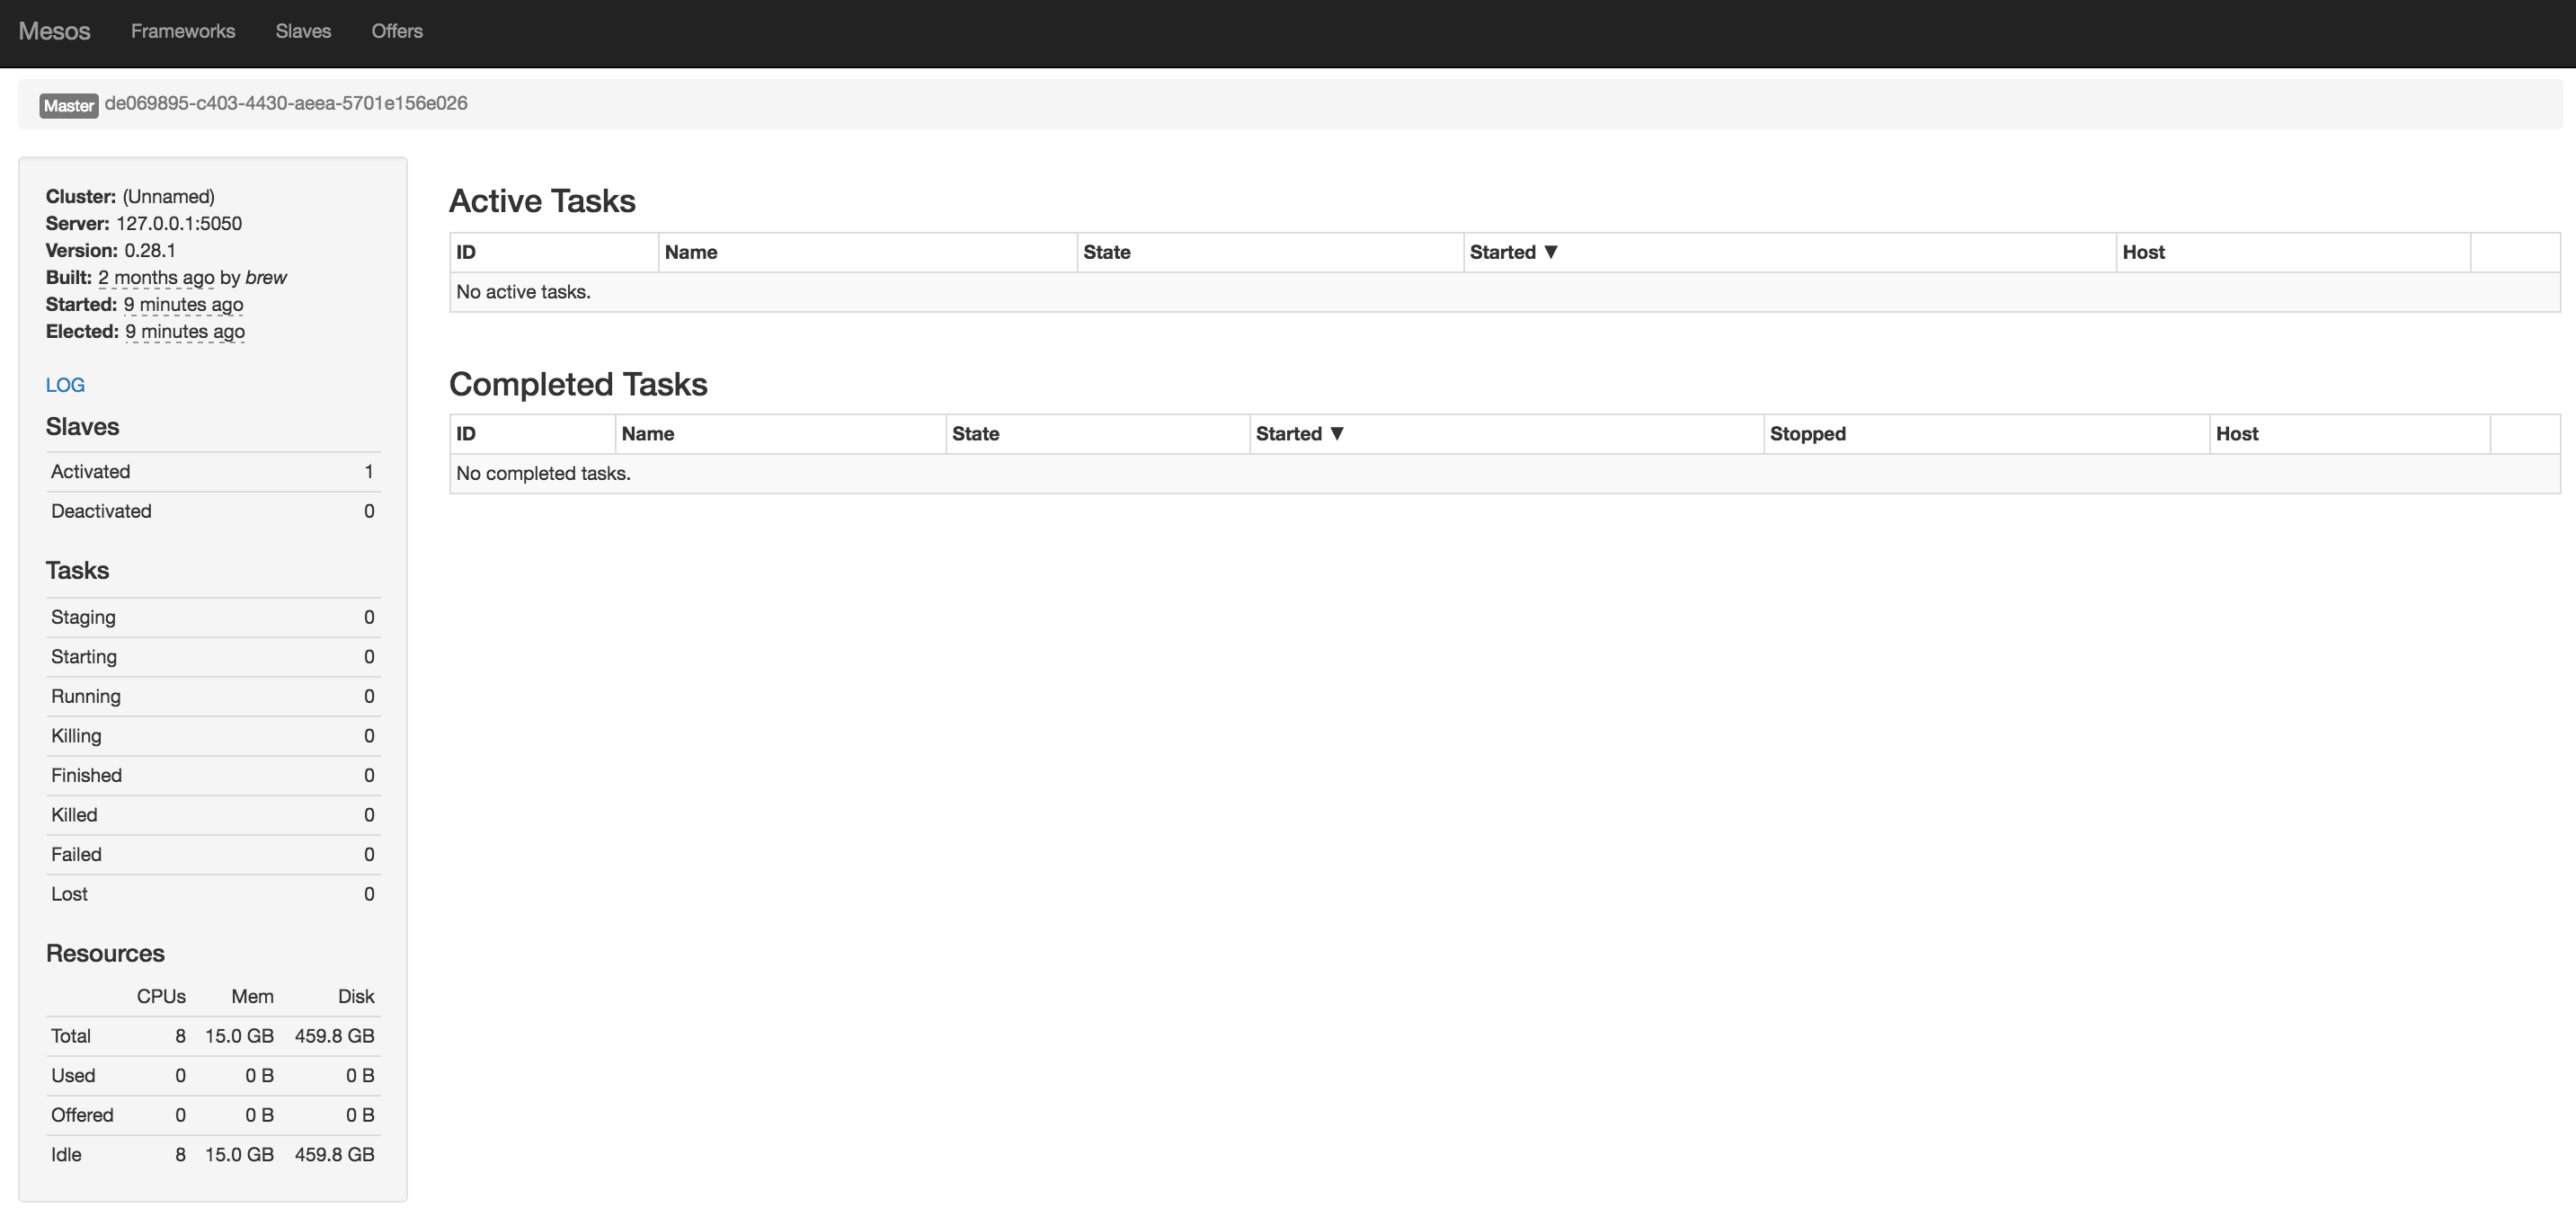 Mesos Frameworks Slaves Offers
Master de069895-c403-4430-aeea-5701e156e026
Cluster: (Unnamed)
Server: 127.0.0.1:5050
Version: 0.28.1
Built: 2 months ago by brew
Started: 9 minutes ago
Elected: 9 minutes ago
LOG
Slaves
Activated 1
Deactivated 0
Tasks
Staging 0
Starting 0
Running 0
Killing 0
Finished 0
Killed 0
Failed 0
Lost 0
Resources
CPUs Mem Disk
Total 8 15.0 GB 459.8 GB
Used 0 0 B 0 B
Offered 0 0 B 0 B
Idle 8 15.0 GB 459.8 GB
Active Tasks
ID Name State Started ▼ Host
No active tasks.
Completed Tasks
ID Name State Started ▼ Stopped Host
No completed tasks.